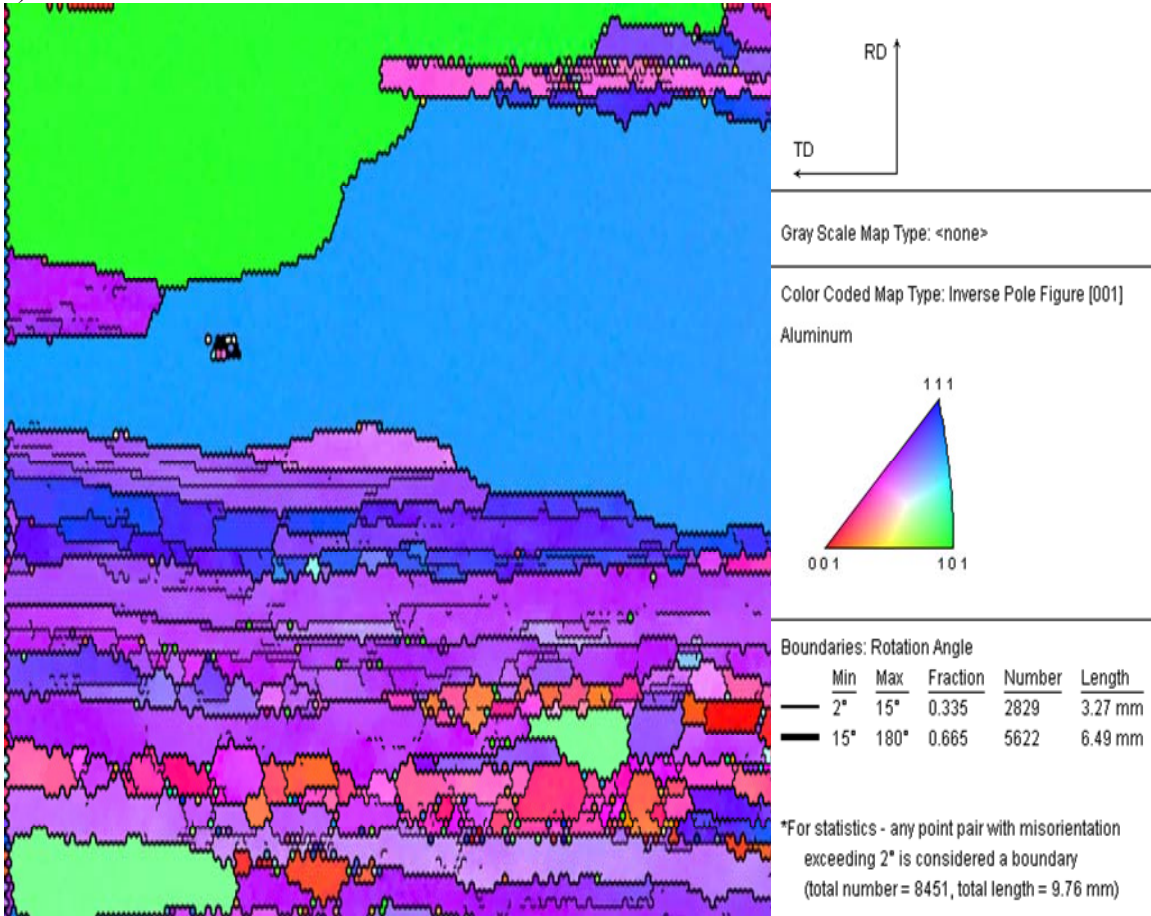 RD
TD
Gray Scale Map Type: <none>
Color Coded Map Type: Inverse Pole Figure [001]
Aluminum
1 1 1
0 0 1
1 0 1
Boundaries: Rotation Angle
Min Max Fraction Number Length
2° 15° 0.335 2829 3.27 mm
15° 180° 0.665 5622 6.49 mm
*For statistics - any point pair with misorientation
exceeding 2° is considered a boundary
(total number = 8451, total length = 9.76 mm)